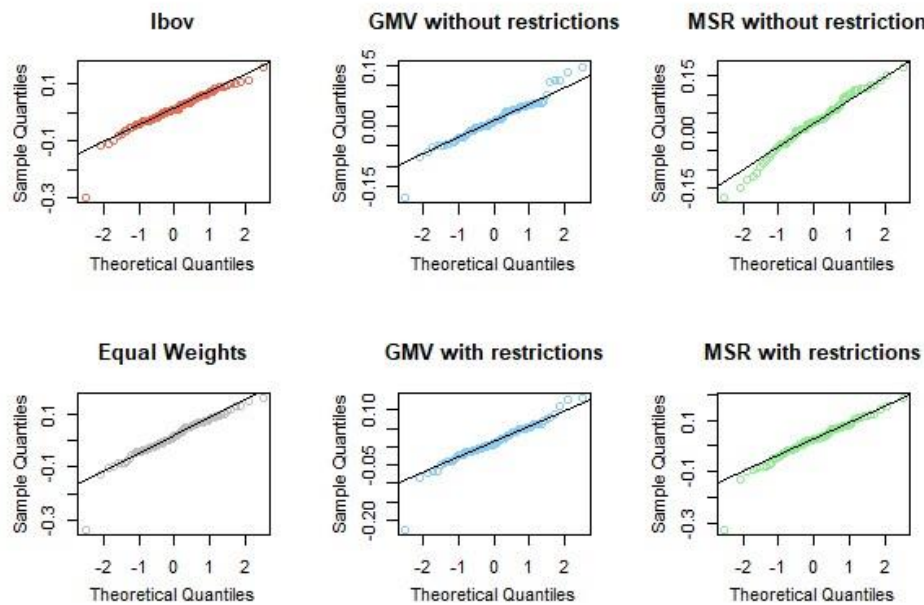 Ibov
GMV without restrictions
MSR without restriction
Sample Quantiles
-0.3 -0.1 0.1
-2 -1 0 1 2
Theoretical Quantiles
Sample Quantiles
-0.15 0.00 0.15
-2 -1 0 1 2
Theoretical Quantiles
Sample Quantiles
-0.15 0.00 0.15
-2 -1 0 1 2
Theoretical Quantiles
Equal Weights
GMV with restrictions
MSR with restrictions
Sample Quantiles
-0.3 -0.1 0.1
-2 -1 0 1 2
Theoretical Quantiles
Sample Quantiles
-0.20 -0.05 0.10
-2 -1 0 1 2
Theoretical Quantiles
Sample Quantiles
-0.3 -0.1 0.1
-2 -1 0 1 2
Theoretical Quantiles